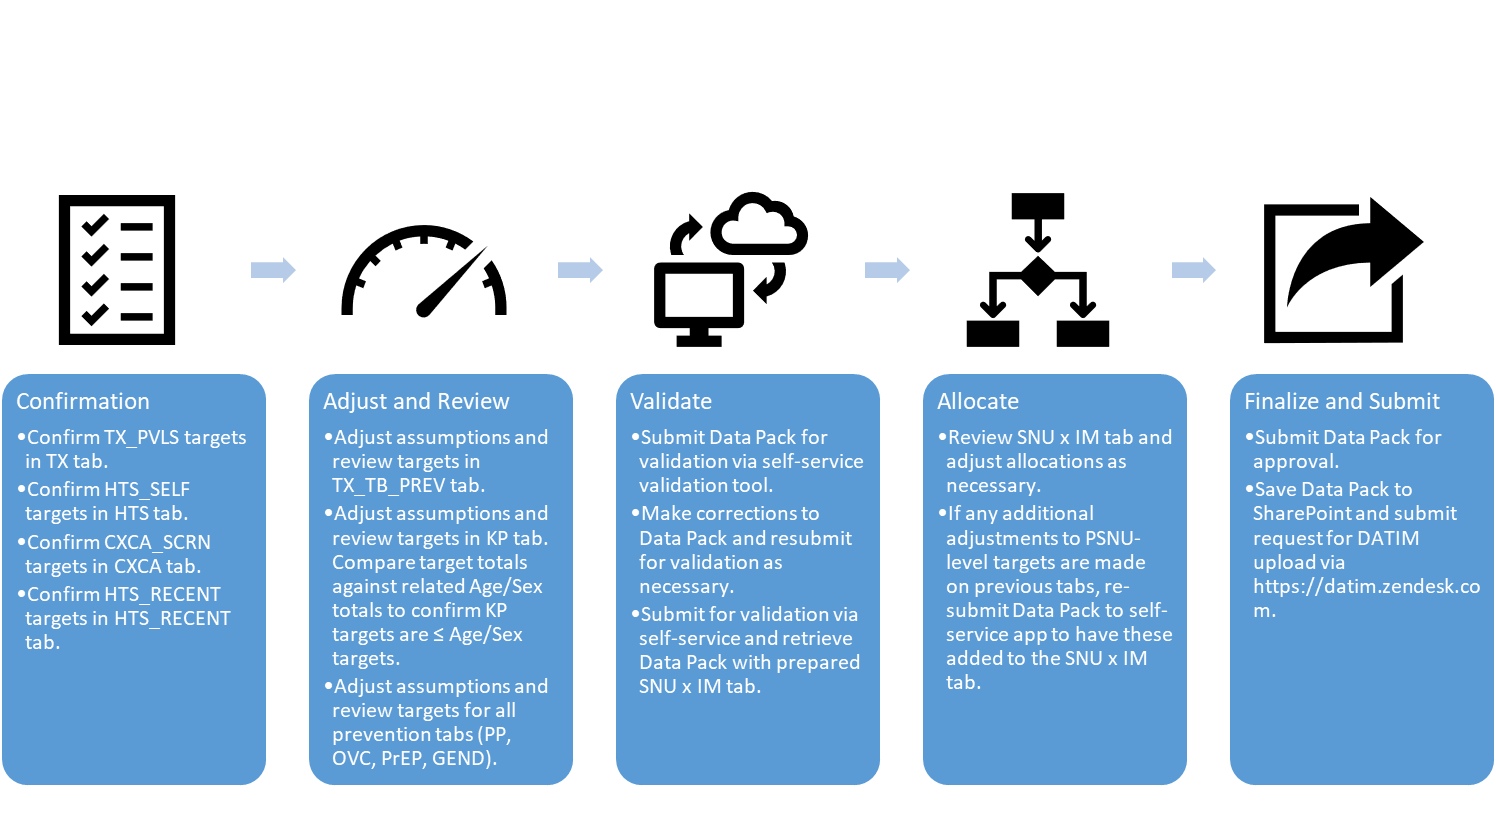 Confirmation
•Confirm TX_PVLS targets
in TX tab.
•Confirm HTS_SELF
targets in HTS tab.
•Confirm CXCA_SCRN
targets in CXCA tab.
•Confirm HTS_RECENT
targets in HTS_RECENT
tab.
Adjust and Review
•Adjust assumptions and
review targets in
TX_TB_PREV tab.
•Adjust assumptions and
review targets in KP tab.
Compare target totals
against related Age/Sex
totals to confirm KP
targets are ≤ Age/Sex
targets.
•Adjust assumptions and
review targets for all
prevention tabs (PP,
OVC, PrEP, GEND).
Validate
•Submit Data Pack for
validation via self-service
validation tool.
•Make corrections to
Data Pack and resubmit
for validation as
necessary.
•Submit for validation via
self-service and retrieve
Data Pack with prepared
SNU x IM tab.
Allocate
•Review SNU x IM tab and
adjust allocations as
necessary.
•If any additional
adjustments to PSNU-
level targets are made
on previous tabs, re-
submit Data Pack to self-
service app to have these
added to the SNU x IM
tab.
Finalize and Submit
•Submit Data Pack for
approval.
•Save Data Pack to
SharePoint and submit
request for DATIM
upload via
https://datim.zendesk.co
m.